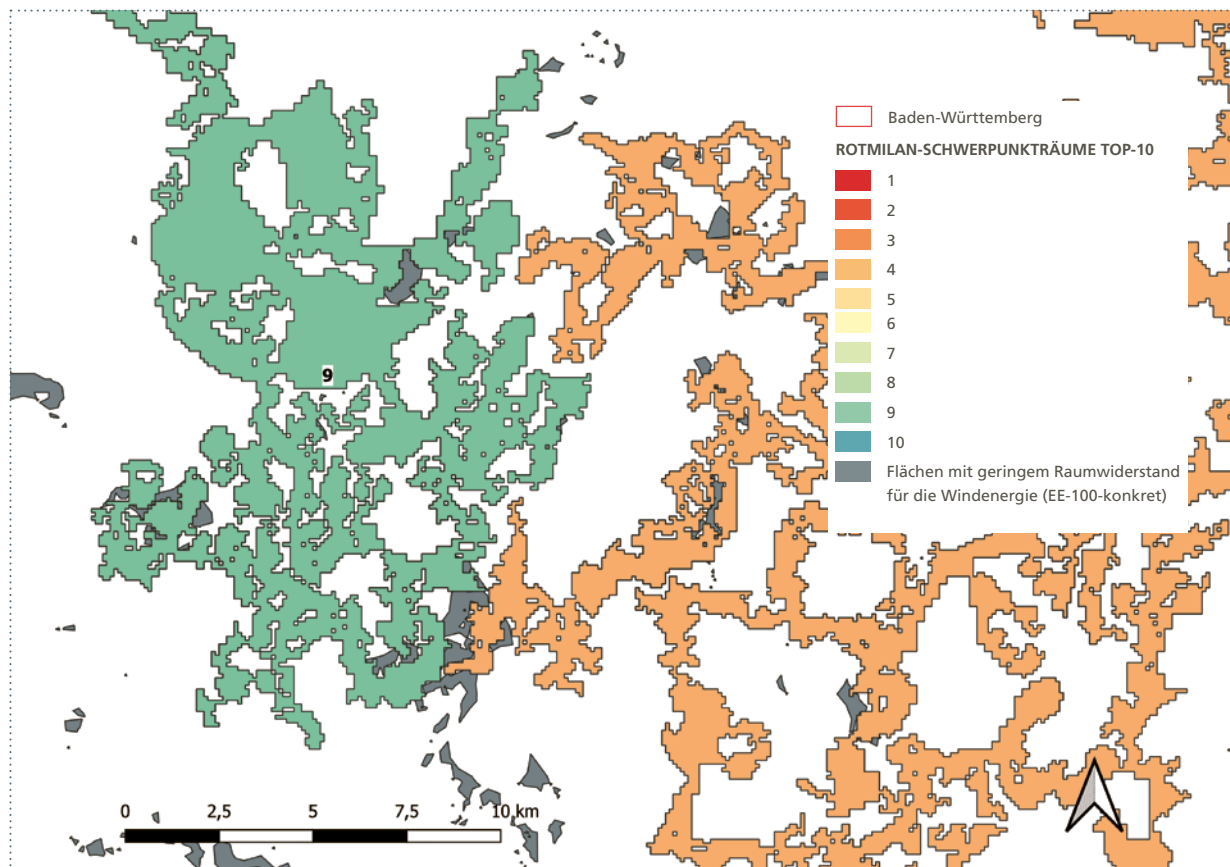 Baden-Württemberg
ROTMILAN-SCHWERPUNKTRÄUME TOP-10
1
2
3
4
5
6
7
8
9
10
Flächen mit geringem Raumwiderstand
für die Windenergie (EE-100-konkret)
9
0 2,5 5 7,5 10 km